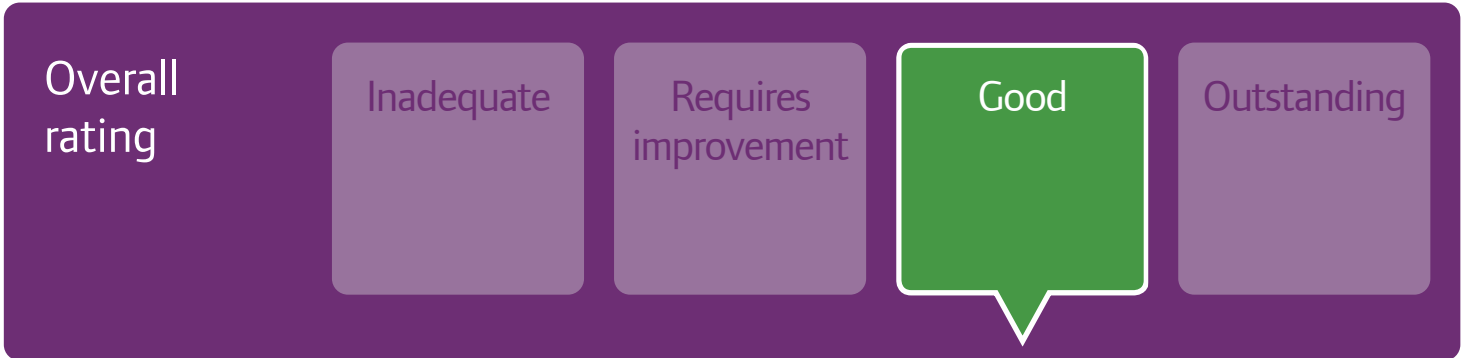 Overall
rating
Inadequate
Requires
improvement
Good
Outstanding